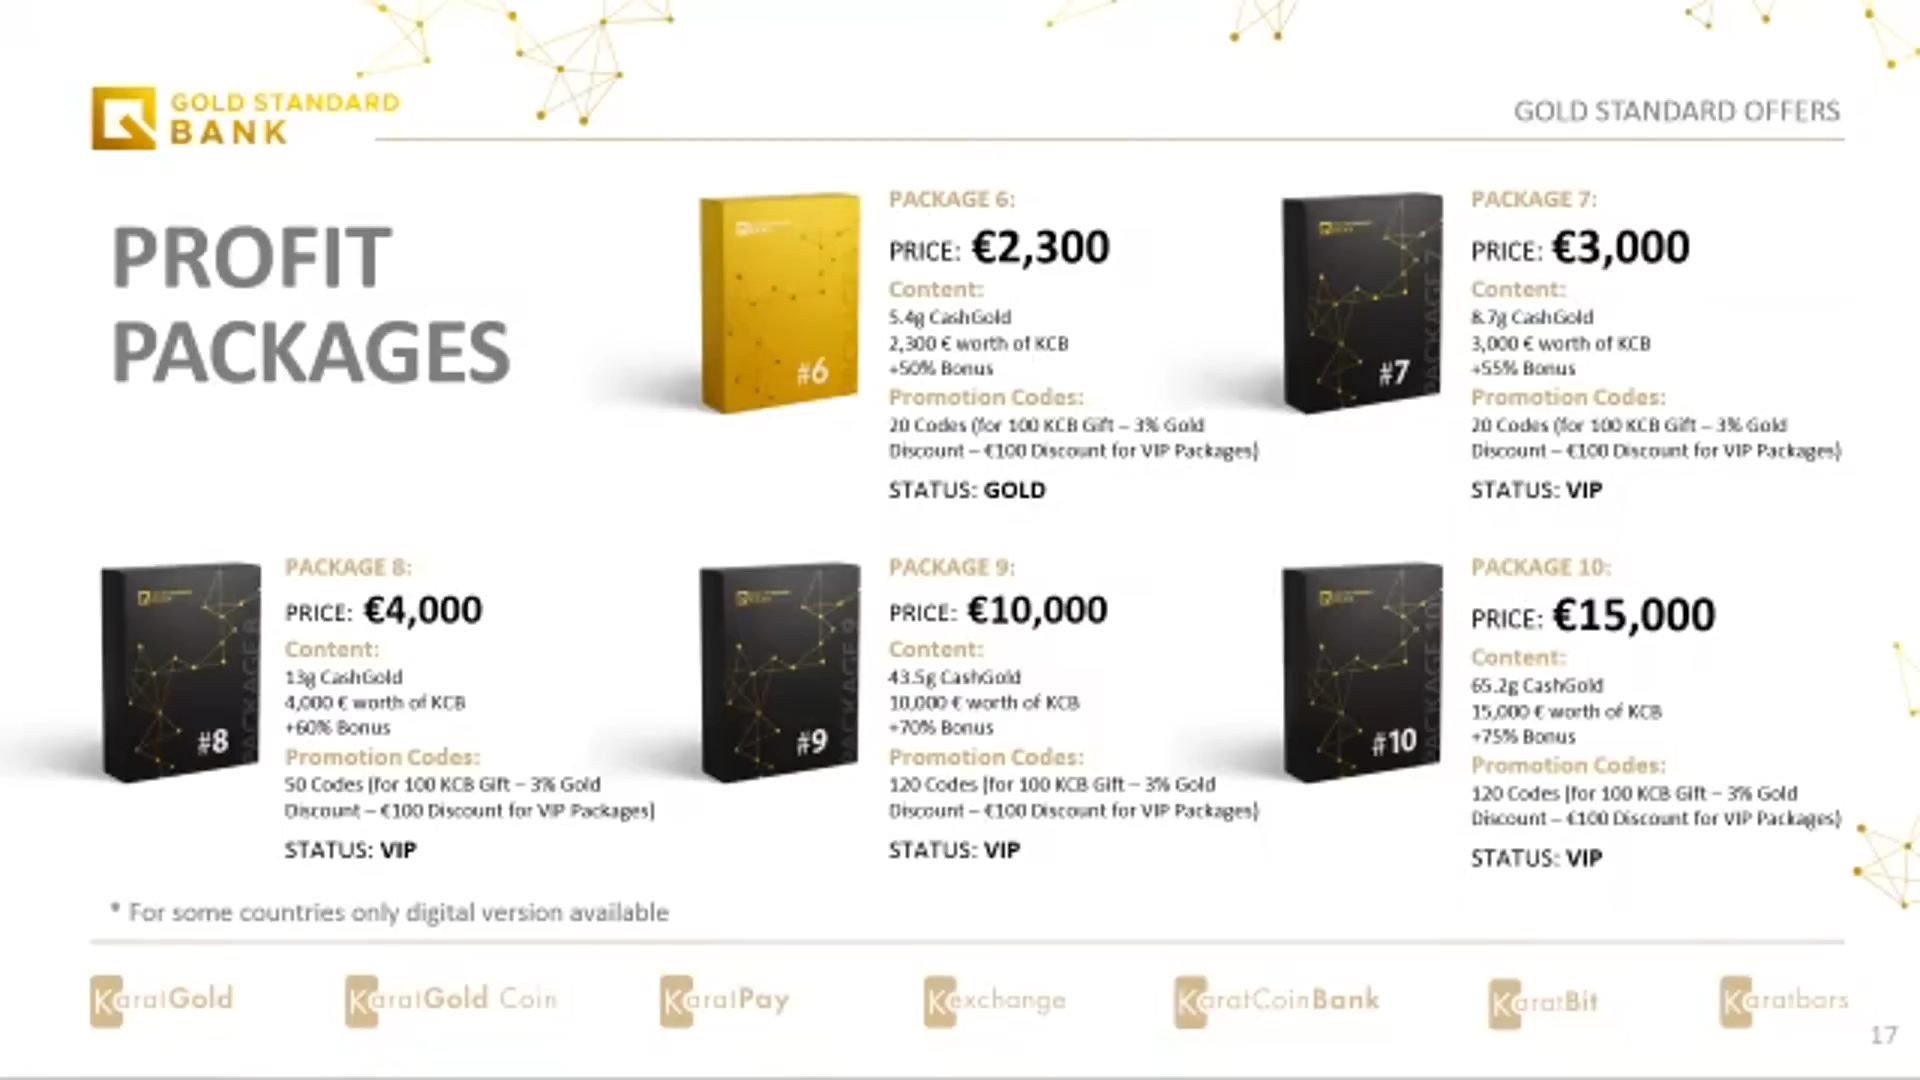 GOLD STANDARD
BANK
GOLD STANDARD OFFERS
PROFIT
PACKAGES
#6
PACKAGE 6:
PRICE: €2,300
Content:
5.4g CashGold
2,300 € worth of KCB
+50% Bonus
Promotion Codes:
20 Codes (for 100 KCB Gift – 3% Gold
Discount – €100 Discount for VIP Packages)
STATUS: GOLD
PACKAGE 7
#7
PACKAGE 7:
PRICE: €3,000
Content:
8.7g CashGold
3,000 € worth of KCB
+55% Bonus
Promotion Codes:
20 Codes (for 100 KCB Gift – 3% Gold
Discount – €100 Discount for VIP Packages)
STATUS: VIP
PACKAGE 8
#8
PACKAGE 8:
PRICE: €4,000
Content:
13g CashGold
4,000 € worth of KCB
+60% Bonus
Promotion Codes:
50 Codes (for 100 KCB Gift – 3% Gold
Discount – €100 Discount for VIP Packages)
STATUS: VIP
PACKAGE 9
#9
PACKAGE 9:
PRICE: €10,000
Content:
43.5g CashGold
10,000 € worth of KCB
+70% Bonus
Promotion Codes:
120 Codes (for 100 KCB Gift – 3% Gold
Discount – €100 Discount for VIP Packages)
STATUS: VIP
PACKAGE 10
#10
PACKAGE 10:
PRICE: €15,000
Content:
65.2g CashGold
15,000 € worth of KCB
+75% Bonus
Promotion Codes:
120 Codes (for 100 KCB Gift – 3% Gold
Discount – €100 Discount for VIP Packages)
STATUS: VIP
* For some countries only digital version available
KaratGold
KaratGold Coin
KaratPay
Kexchange
KaratCoinBank
KaratBit
Karatbars
17